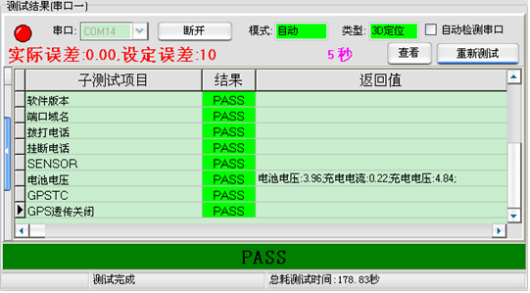 测试结果(串口一)
串口: COM14 断开 模式: 自动 类型: 3D定位 自动检测串口
实际误差:0.00.设定误差:10 5 秒 查看 重新测试
子测试项目 结果 返回值
软件版本 PASS
端口域名 PASS
拨打电话 PASS
挂断电话 PASS
SENSOR PASS
电池电压 PASS 电池电压:3.96;充电电流:0.22;充电电压:4.84;
GPSTC PASS
GPS透传关闭 PASS
PASS
测试完成 总耗测试时间:178.83秒